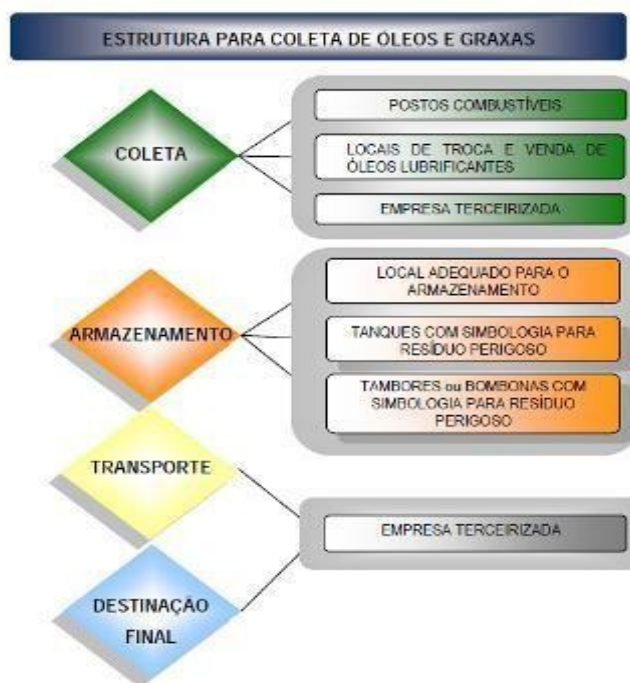 ESTRUTURA PARA COLETA DE ÓLEOS E GRAXAS
COLETA
POSTOS COMBUSTÍVEIS
LOCAIS DE TROCA E VENDA DE
ÓLEOS LUBRIFICANTES
EMPRESA TERCEIRIZADA
ARMAZENAMENTO
LOCAL ADEQUADO PARA O
ARMAZENAMENTO
TANQUES COM SIMBOLOGIA PARA
RESÍDUO PERIGOSO
TAMBORES ou BOMBONAS COM
SIMBOLOGIA PARA RESÍDUO
PERIGOSO
TRANSPORTE
EMPRESA TERCEIRIZADA
DESTINAÇÃO
FINAL